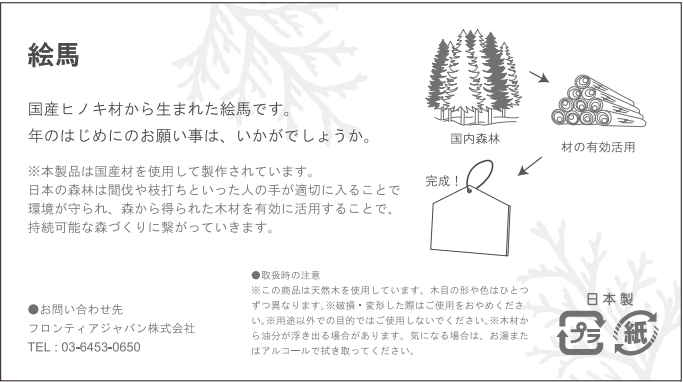 絵馬
国産ヒノキ材から生まれた絵馬です。
年のはじめにのお願い事は、いかがでしょうか。
※本製品は国産材を使用して製作されています。
日本の森林は間伐や枝打ちといった人の手が適切に入ることで
環境が守られ、森から得られた木材を有効に活用することで、
持続可能な森づくりに繋がっていきます。
国内森林
材の有効活用
完成！
●お問い合わせ先
フロンティアジャパン株式会社
TEL : 03-6453-0650
●取扱時の注意
※この商品は天然木を使用しています。木目の形や色はひとつ
ずつ異なります。※破損・変形した際はご使用をおやめくださ
い。※用途以外での目的ではご使用しないでください。※木材か
ら油分が浮き出る場合があります。気になる場合は、お湯また
はアルコールで拭き取ってください。
日本製
プラ
紙